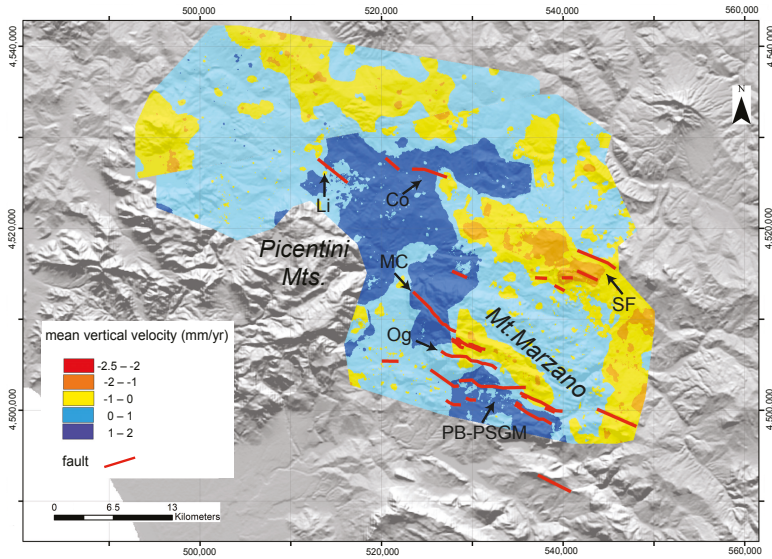 500,000
520,000
540,000
560,000
4,540,000
4,540,000
N
Li
Co
4,520,000
4,520,000
Picentini
Mts.
MC
SF
mean vertical velocity (mm/yr)
-2.5 – -2
-2 – -1
-1 – 0
0 – 1
1 – 2
fault
Og
Mt.Marzano
4,500,000
4,500,000
PB-PSGM
0
6 5
13
Kilometers
500,000
520,000
540,000
560,000